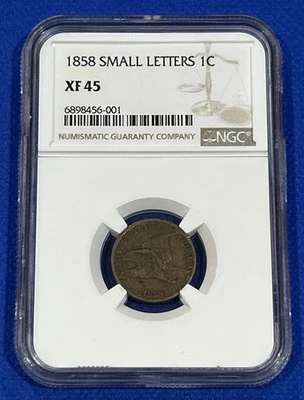 1858 SMALL LETTERS 1C
XF 45
6898456-001
NUMISMATIC GUARANTY COMPANY
NGC